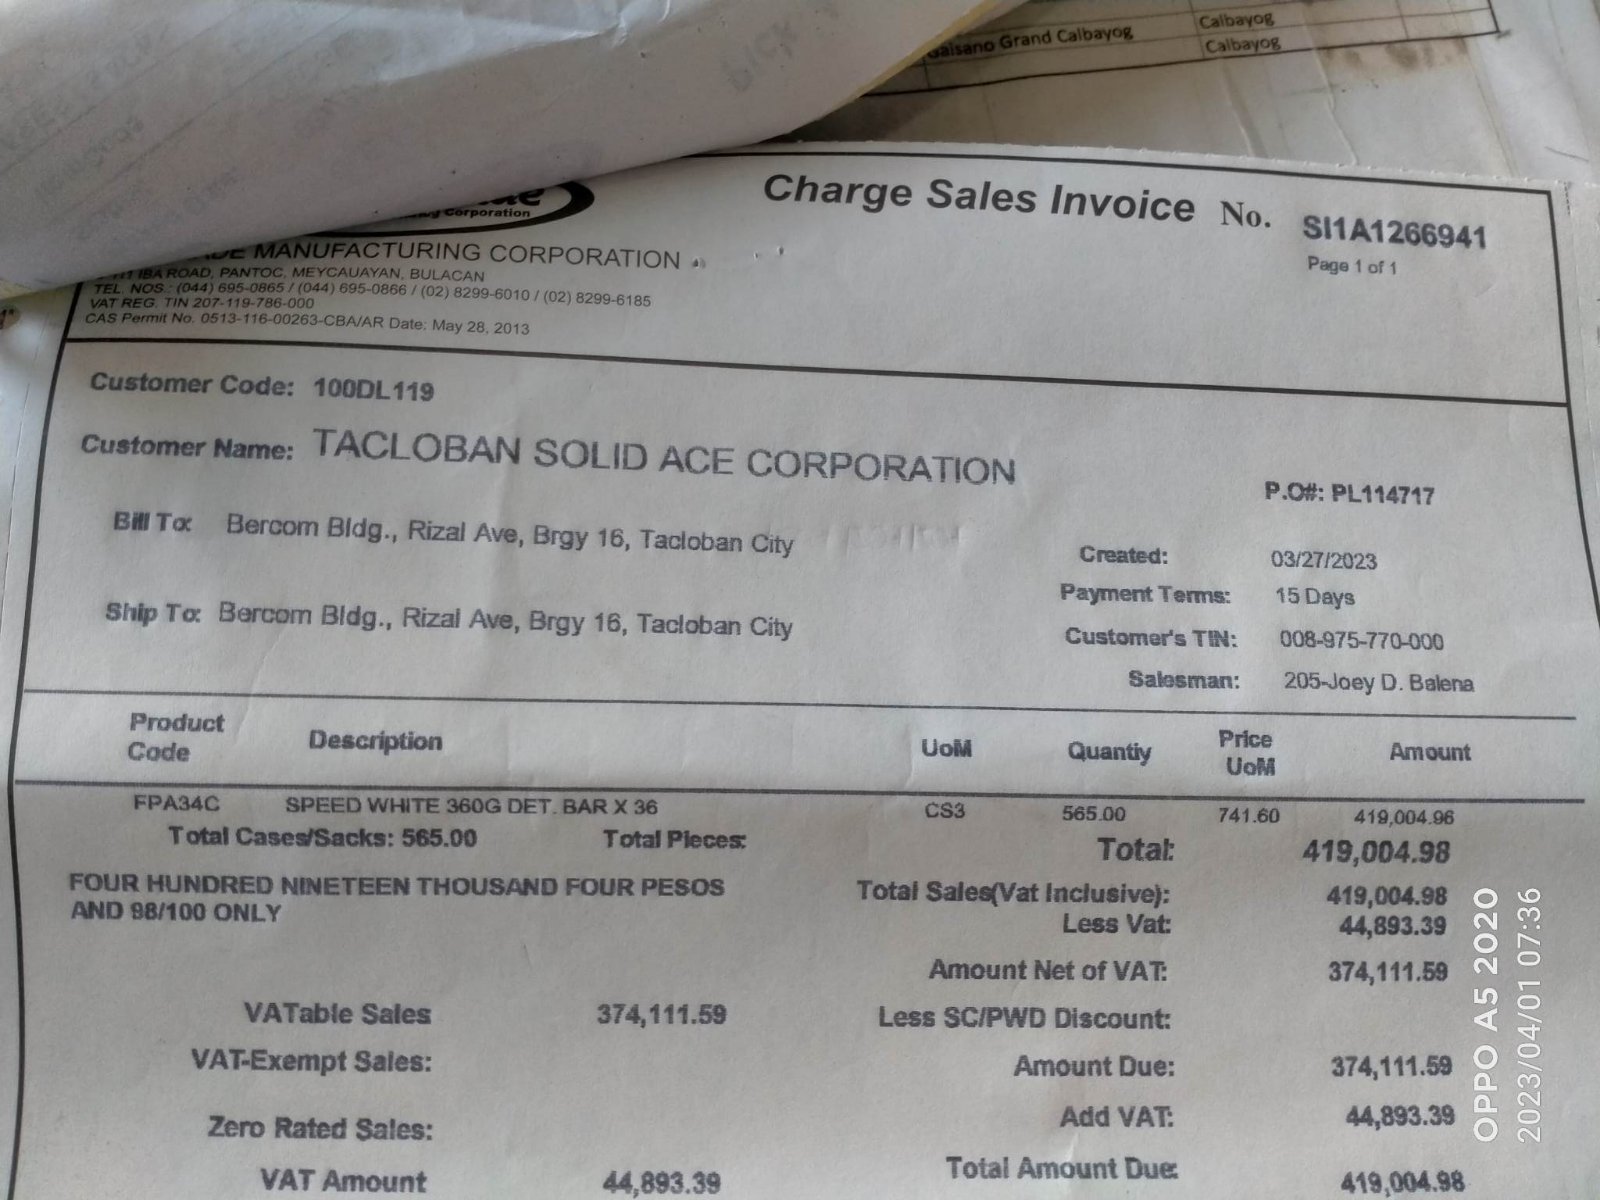 Calbayog
Gaisano Grand Calbayog Calbayog
Corporation
Charge Sales Invoice No. SI1A1266941
Page 1 of 1
MANUFACTURING CORPORATION
IBA ROAD, PANTOC, MEYCAUAYAN, BULACAN
TEL. NOS.: (044) 695-0865 / (044) 695-0866 / (02) 8299-6010 / (02) 8299-6185
VAT REG. TIN 207-119-786-000
CAS Permit No. 0513-116-00263-CBA/AR Date: May 28, 2013
Customer Code: 100DL119
Customer Name: TACLOBAN SOLID ACE CORPORATION
P.O#: PL114717
Bill To: Bercom Bldg., Rizal Ave, Brgy 16, Tacloban City
Created: 03/27/2023
Payment Terms: 15 Days
Ship To: Bercom Bldg., Rizal Ave, Brgy 16, Tacloban City
Customer's TIN: 008-975-770-000
Salesman: 205-Joey D. Balena
Product Code Description UoM Quantiy Price UoM Amount
FPA34C SPEED WHITE 360G DET. BAR X 36 CS3 565.00 741.60 419,004.96
Total Cases/Sacks: 565.00 Total Pieces: Total: 419,004.98
FOUR HUNDRED NINETEEN THOUSAND FOUR PESOS
AND 98/100 ONLY
Total Sales(Vat Inclusive): 419,004.98
Less Vat: 44,893.39
Amount Net of VAT: 374,111.59
VATable Sales 374,111.59 Less SC/PWD Discount:
VAT-Exempt Sales: Amount Due: 374,111.59
Zero Rated Sales: Add VAT: 44,893.39
VAT Amount 44,893.39 Total Amount Due: 419,004.98
OPPO A5 2020
2023/04/01 07:36